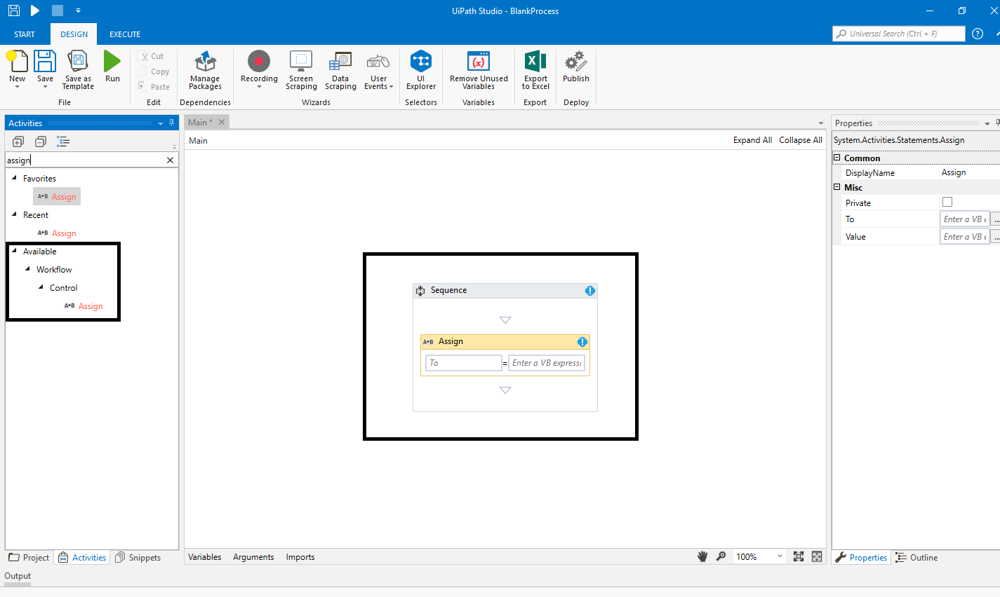 UiPath Studio - BlankProcess
START DESIGN EXECUTE
Universal Search (Ctrl + F)
New
Save
Save as
Template
Run
Cut
Copy
Paste
Manage
Packages
Recording
Screen
Scraping
Data
Scraping
User
Events
UI
Explorer
Remove Unused
Variables
Export
to Excel
Publish
File
Edit
Dependencies
Wizards
Selectors
Variables
Export
Deploy
Activities
assign
Favorites
A+B Assign
Recent
A+B Assign
Available
Workflow
Control
A+B Assign
Project Activities Snippets
Output
Main *
Main
Expand All Collapse All
Sequence
A+B Assign
To = Enter a VB expressi
Variables Arguments Imports
100%
Properties
System.Activities.Statements.Assign
Common
DisplayName Assign
Misc
Private
To Enter a VB e ...
Value Enter a VB e ...
Properties Outline